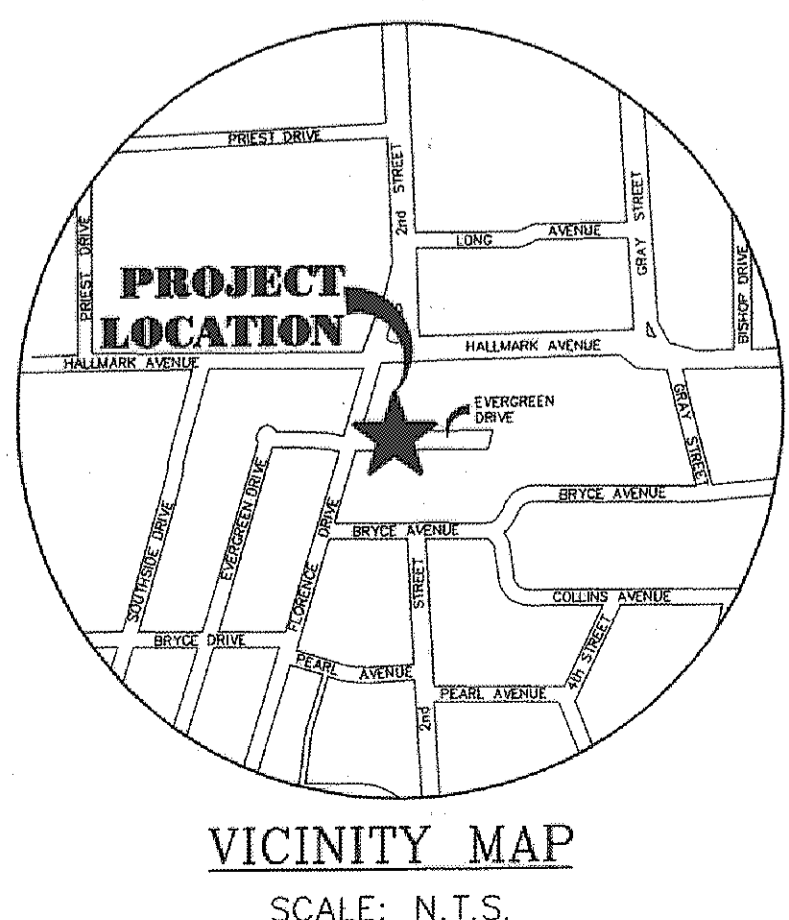 PRIEST DRIVE
2nd STREET
LONG AVENUE
GRAY STREET
PRIEST DRIVE
BISHOP DRIVE
PROJECT
LOCATION
HALLMARK AVENUE
HALLMARK AVENUE
EVERGREEN
DRIVE
GRAY STREET
BRYCE AVENUE
BRYCE AVENUE
SOUTHSIDE DRIVE
EVERGREEN DRIVE
FLORENCE DRIVE
2nd STREET
COLLINS AVENUE
BRYCE DRIVE
PEARL AVENUE
PEARL AVENUE
4th STREET
VICINITY MAP
SCALE: N.T.S.